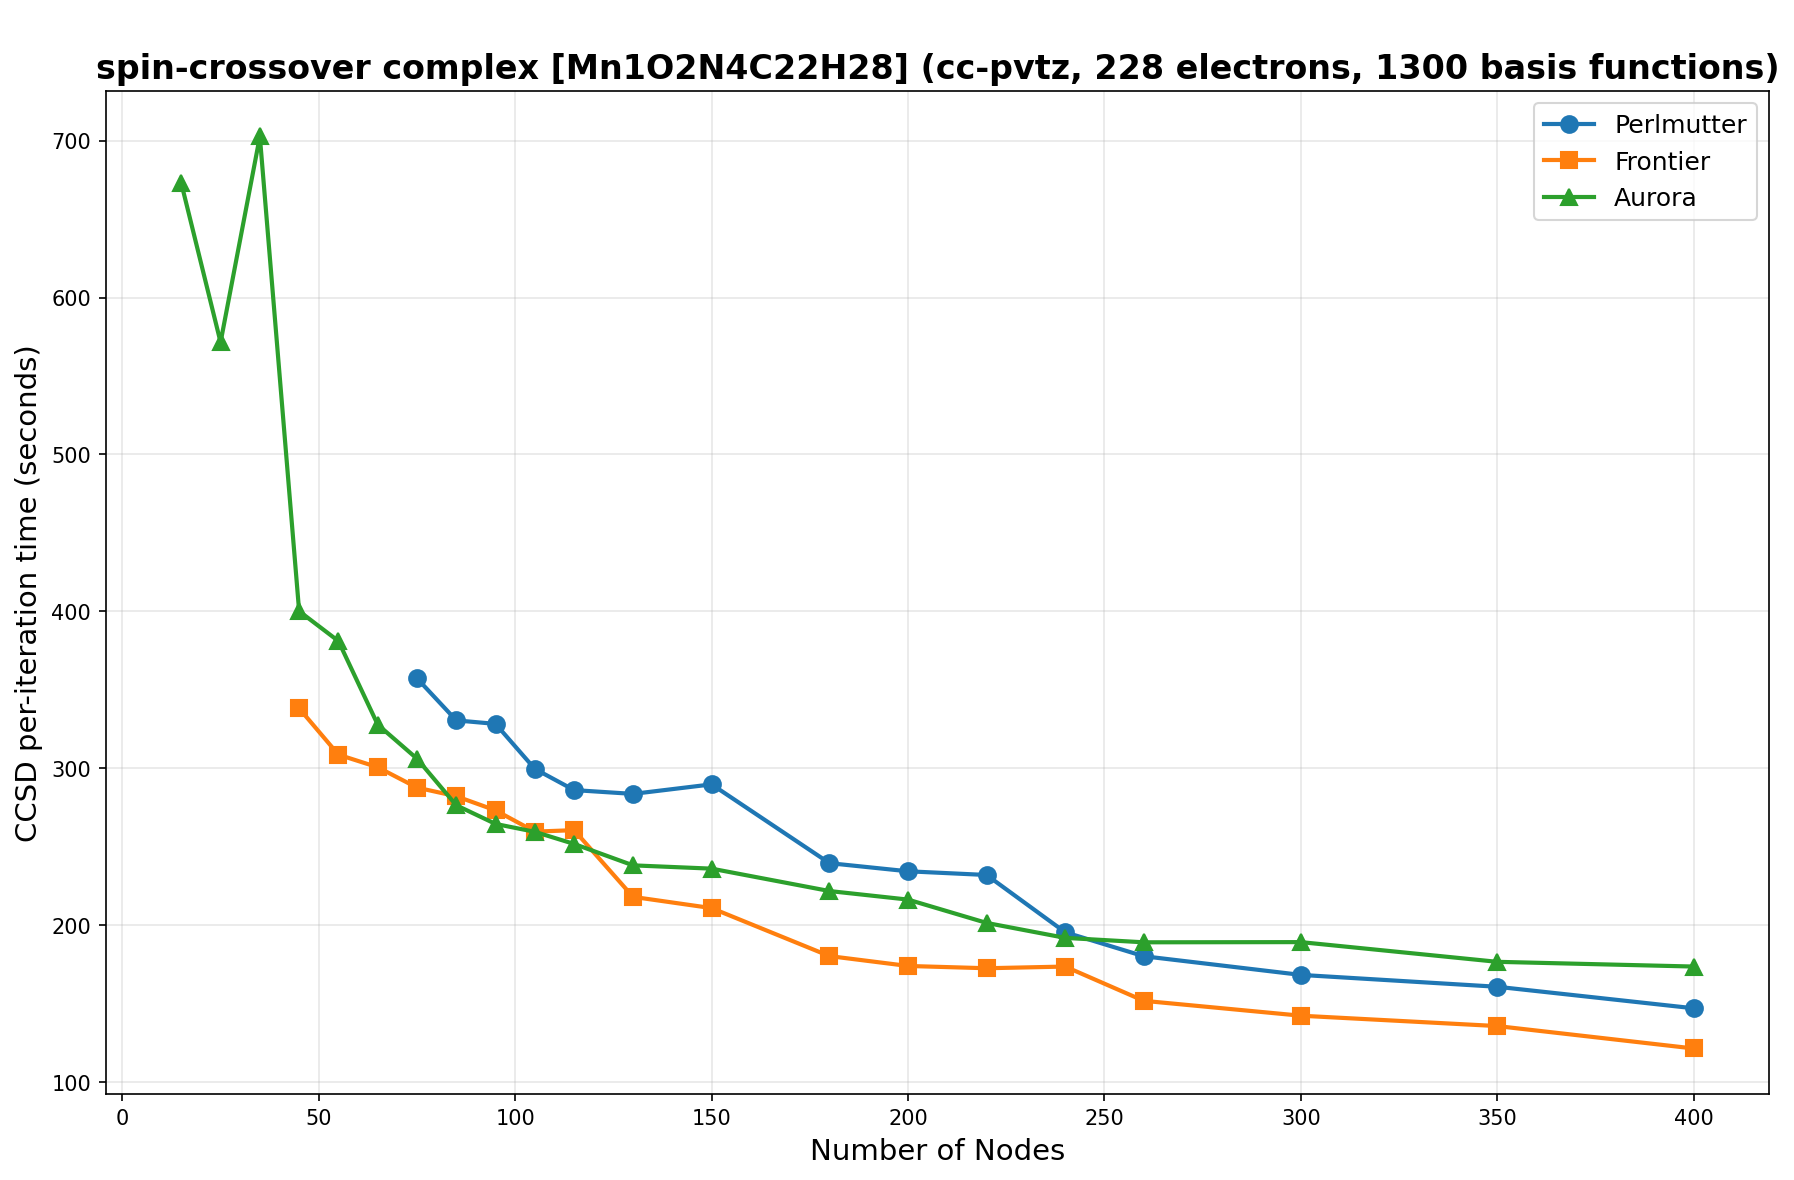 spin-crossover complex [Mn1O2N4C22H28] (cc-pvtz, 228 electrons, 1300 basis functions)
Perlmutter
Frontier
Aurora
CCSD per-iteration time (seconds)
700
600
500
400
300
200
100
0
50
100
150
200
250
300
350
400
Number of Nodes